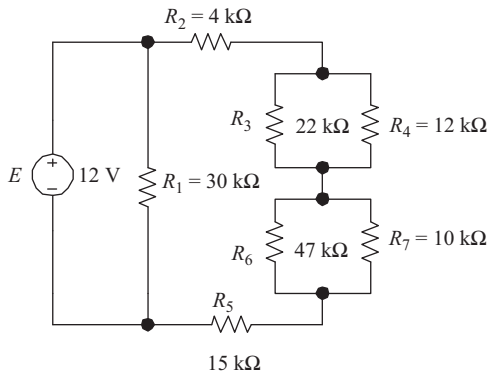 R2 = 4 kΩ
R3
22 kΩ
R4 = 12 kΩ
E
+
−
12 V
R1 = 30 kΩ
R6
47 kΩ
R7 = 10 kΩ
R5
15 kΩ